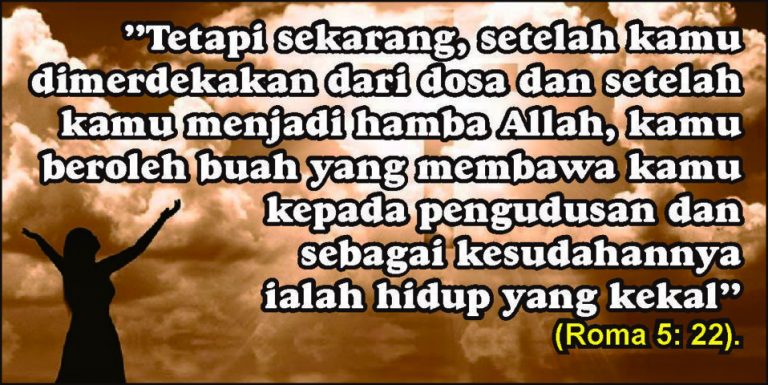 ”Tetapi sekarang, setelah kamu
dimerdekakan dari dosa dan setelah
kamu menjadi hamba Allah, kamu
beroleh buah yang membawa kamu
kepada pengudusan dan
sebagai kesudahannya
ialah hidup yang kekal”
(Roma 5: 22).